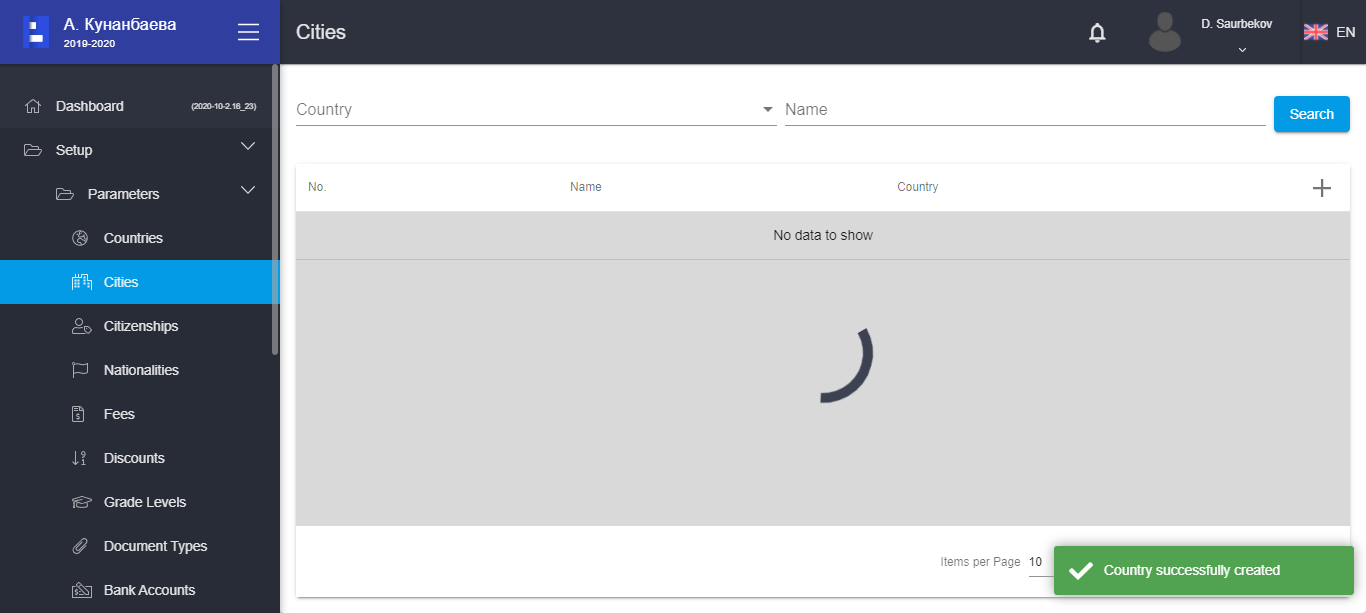 А. Кунанбаева
2019-2020
Cities
D. Saurbekov
EN
Dashboard
(2020-10-2.16_23)
Setup
Parameters
Countries
Cities
Citizenships
Nationalities
Fees
Discounts
Grade Levels
Document Types
Bank Accounts
Country
Name
Search
No.
Name
Country
No data to show
Items per Page
10
Country successfully created